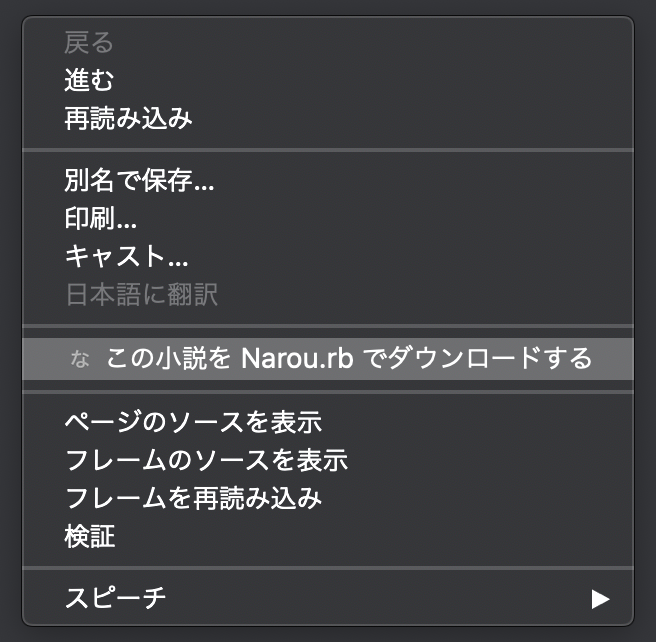 戻る
進む
再読み込み
別名で保存...
印刷...
キャスト...
日本語に翻訳
な この小説を Narou.rb でダウンロードする
ページのソースを表示
フレームのソースを表示
フレームを再読み込み
検証
スピーチ